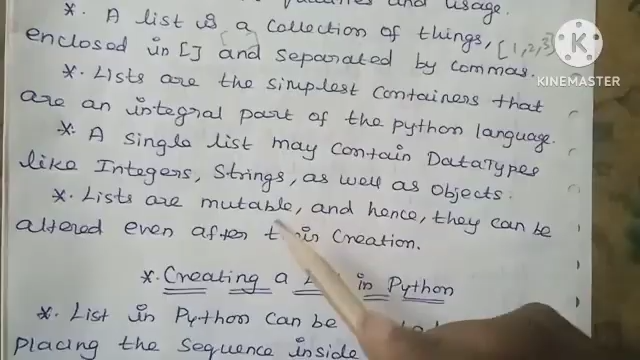 and usage.
*. A list is a collection of things, [1,2,3]
enclosed in [ ] and separated by commas.
*. Lists are the simplest containers that
are an integral part of the python language.
*. A single list may contain DataTypes
like Integers, Strings, as well as Objects.
*. Lists are mutable, and hence, they can be
altered even after their Creation.
*. Creating a in Python
*. List in Python can be
placing the sequence inside
K
KINEMASTER